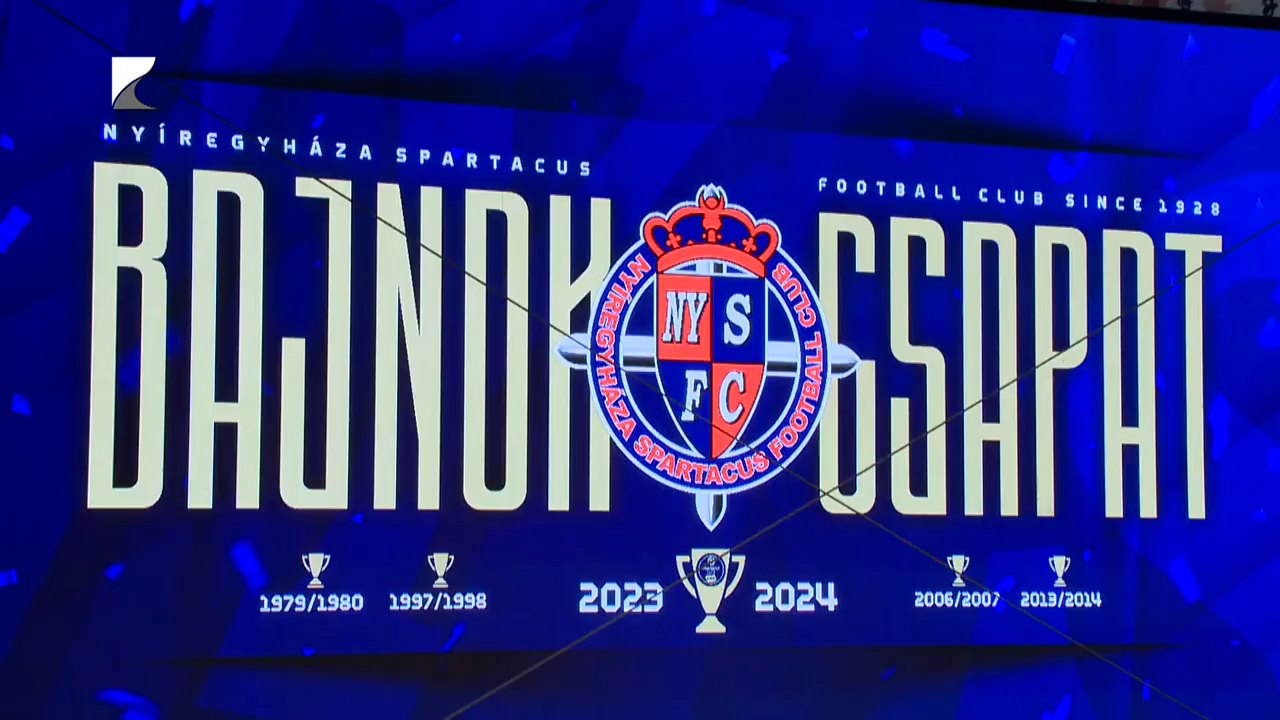 NYÍREGYHÁZA SPARTACUS
FOOTBALL CLUB SINCE 1928
BAJNOK CSAPAT
NYÍREGYHÁZA SPARTACUS FOOTBALL CLUB
NY S
F C
1979/1980 1997/1998 2023 2024 2006/2007 2013/2014